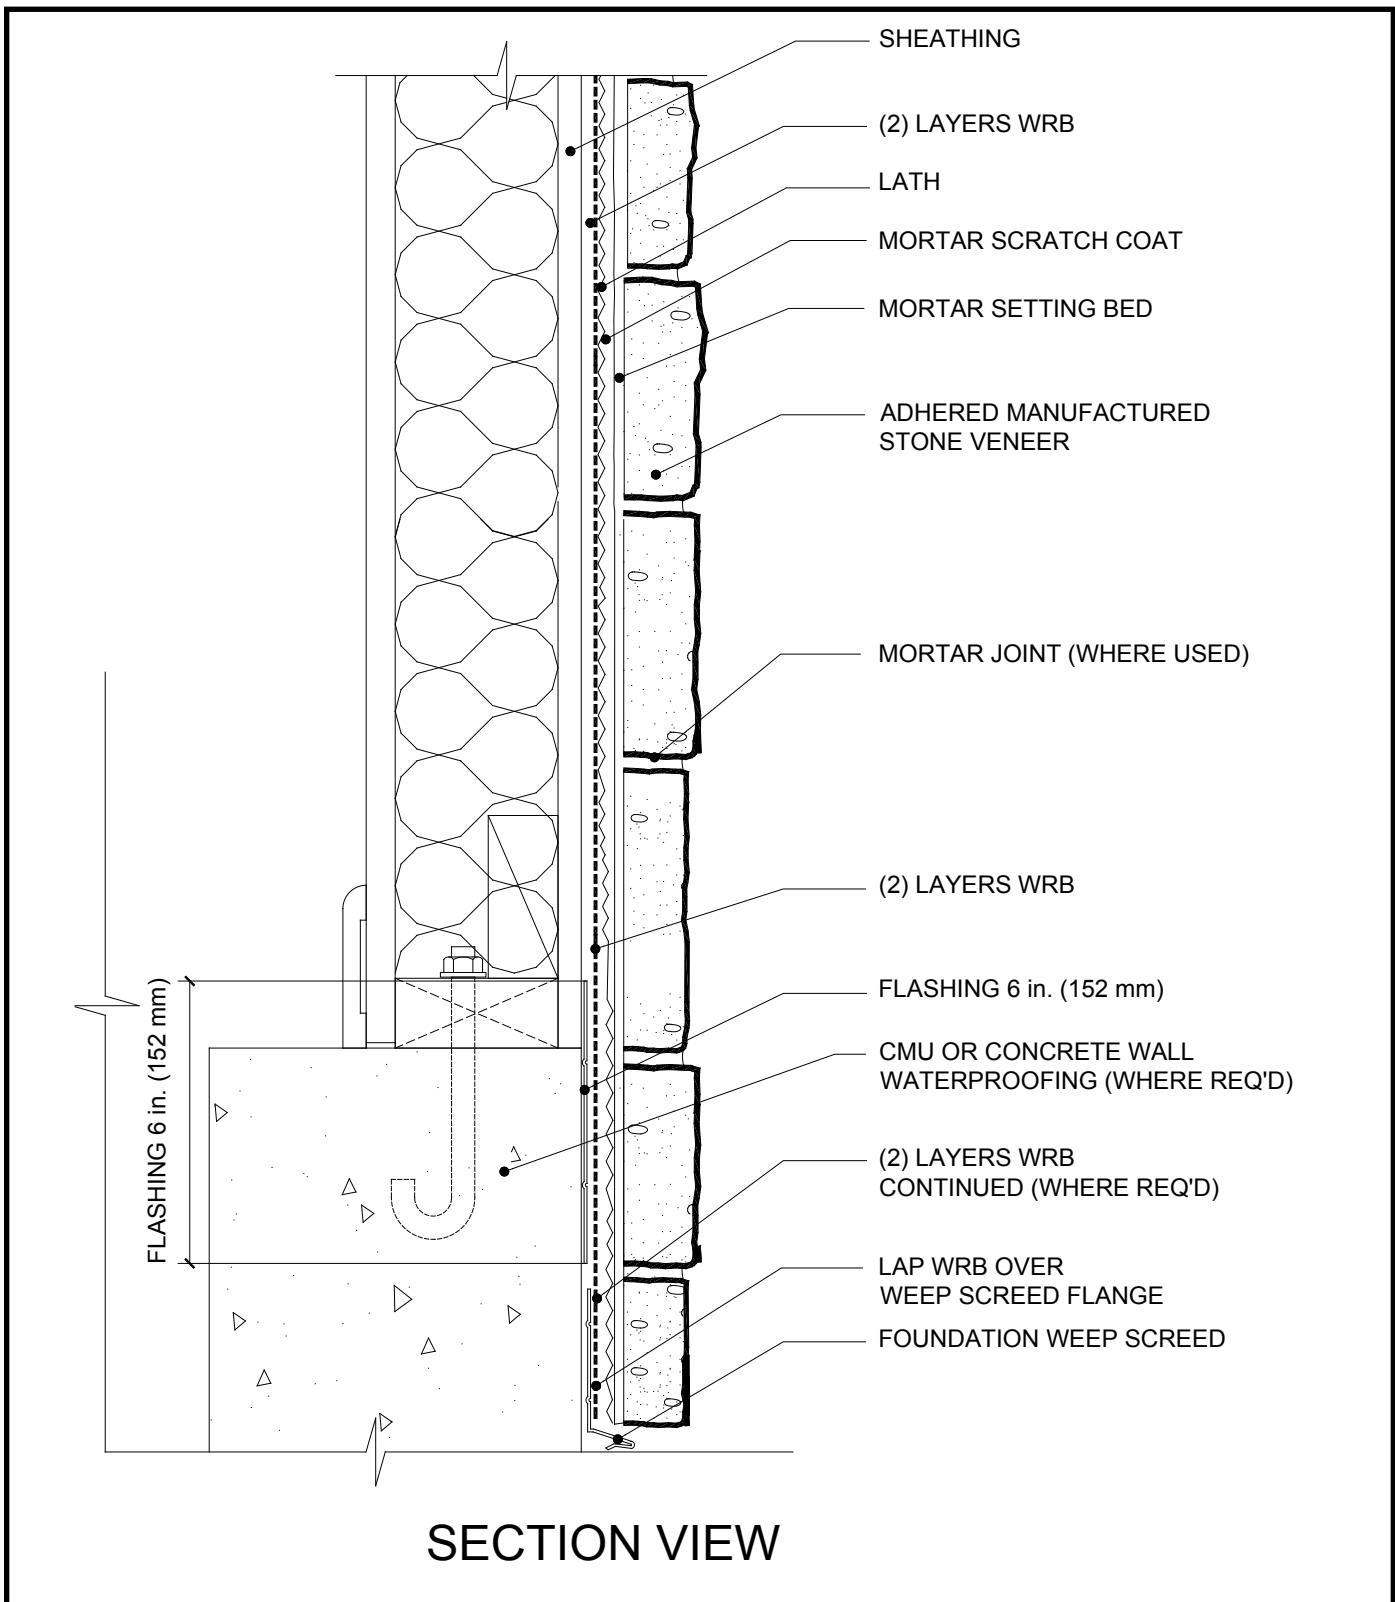 SHEATHING
(2) LAYERS WRB
LATH
MORTAR SCRATCH COAT
MORTAR SETTING BED
ADHERED MANUFACTURED
STONE VENEER
MORTAR JOINT (WHERE USED)
(2) LAYERS WRB
FLASHING 6 in. (152 mm)
FLASHING 6 in. (152 mm)
CMU OR CONCRETE WALL
WATERPROOFING (WHERE REQ'D)
(2) LAYERS WRB
CONTINUED (WHERE REQ'D)
LAP WRB OVER
WEEP SCREED FLANGE
FOUNDATION WEEP SCREED
SECTION VIEW